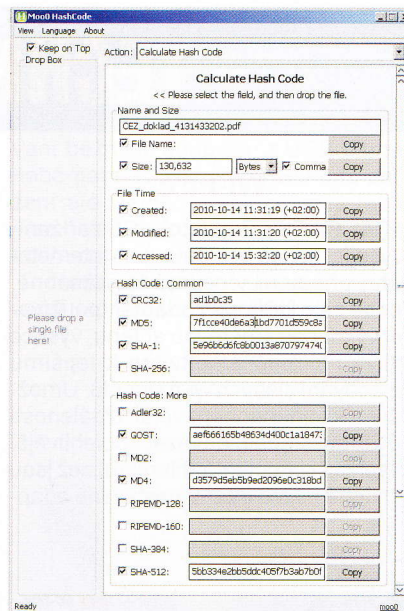 Moo0 HashCode
View Language About
Keep on Top
Action: Calculate Hash Code
Drop Box
Calculate Hash Code
<< Please select the field, and then drop the file.
Name and Size
CEZ_doklad_4131433202.pdf
File Name: Copy
Size: 130,632 Bytes Comma Copy
File Time
Created: 2010-10-14 11:31:19 (+02:00) Copy
Modified: 2010-10-14 11:31:20 (+02:00) Copy
Accessed: 2010-10-14 15:32:20 (+02:00) Copy
Hash Code: Common
CRC32: ad1b0c35 Copy
Please drop a
single file
here!
MD5: 7f1cce40de6a31bd7701d559c8a Copy
SHA-1: 5e96b6d6fc8b0013a870797474( Copy
SHA-256: Copy
Hash Code: More
Adler32: Copy
GOST: aef666165b48634d400c1a1847: Copy
MD2: Copy
MD4: d3579d5eb5b9ed2096e0c318bd Copy
RIPEMD-128: Copy
RIPEMD-160: Copy
SHA-384: Copy
SHA-512: 5bb334e2bb5ddc405f7b3ab7b0f Copy
Ready moo0